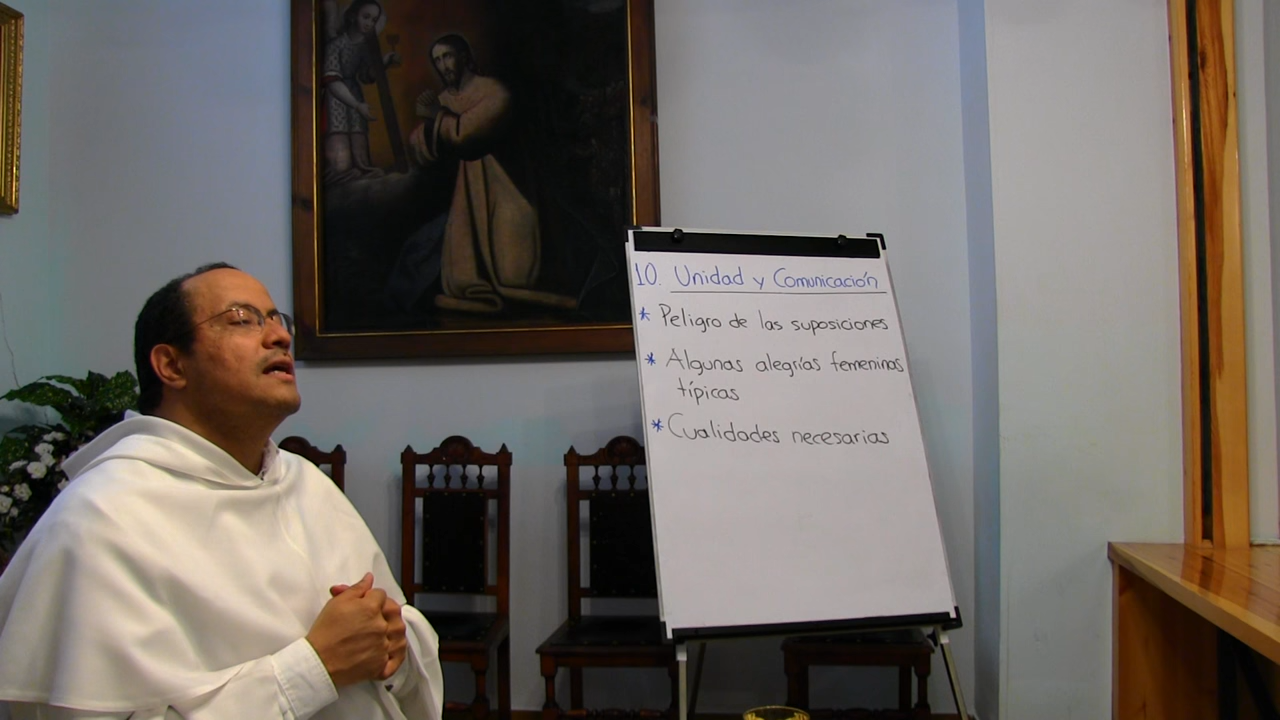 10. Unidad y Comunicación
* Peligro de las suposiciones
* Algunas alegrías femeninas
típicas
* Cualidades necesarias